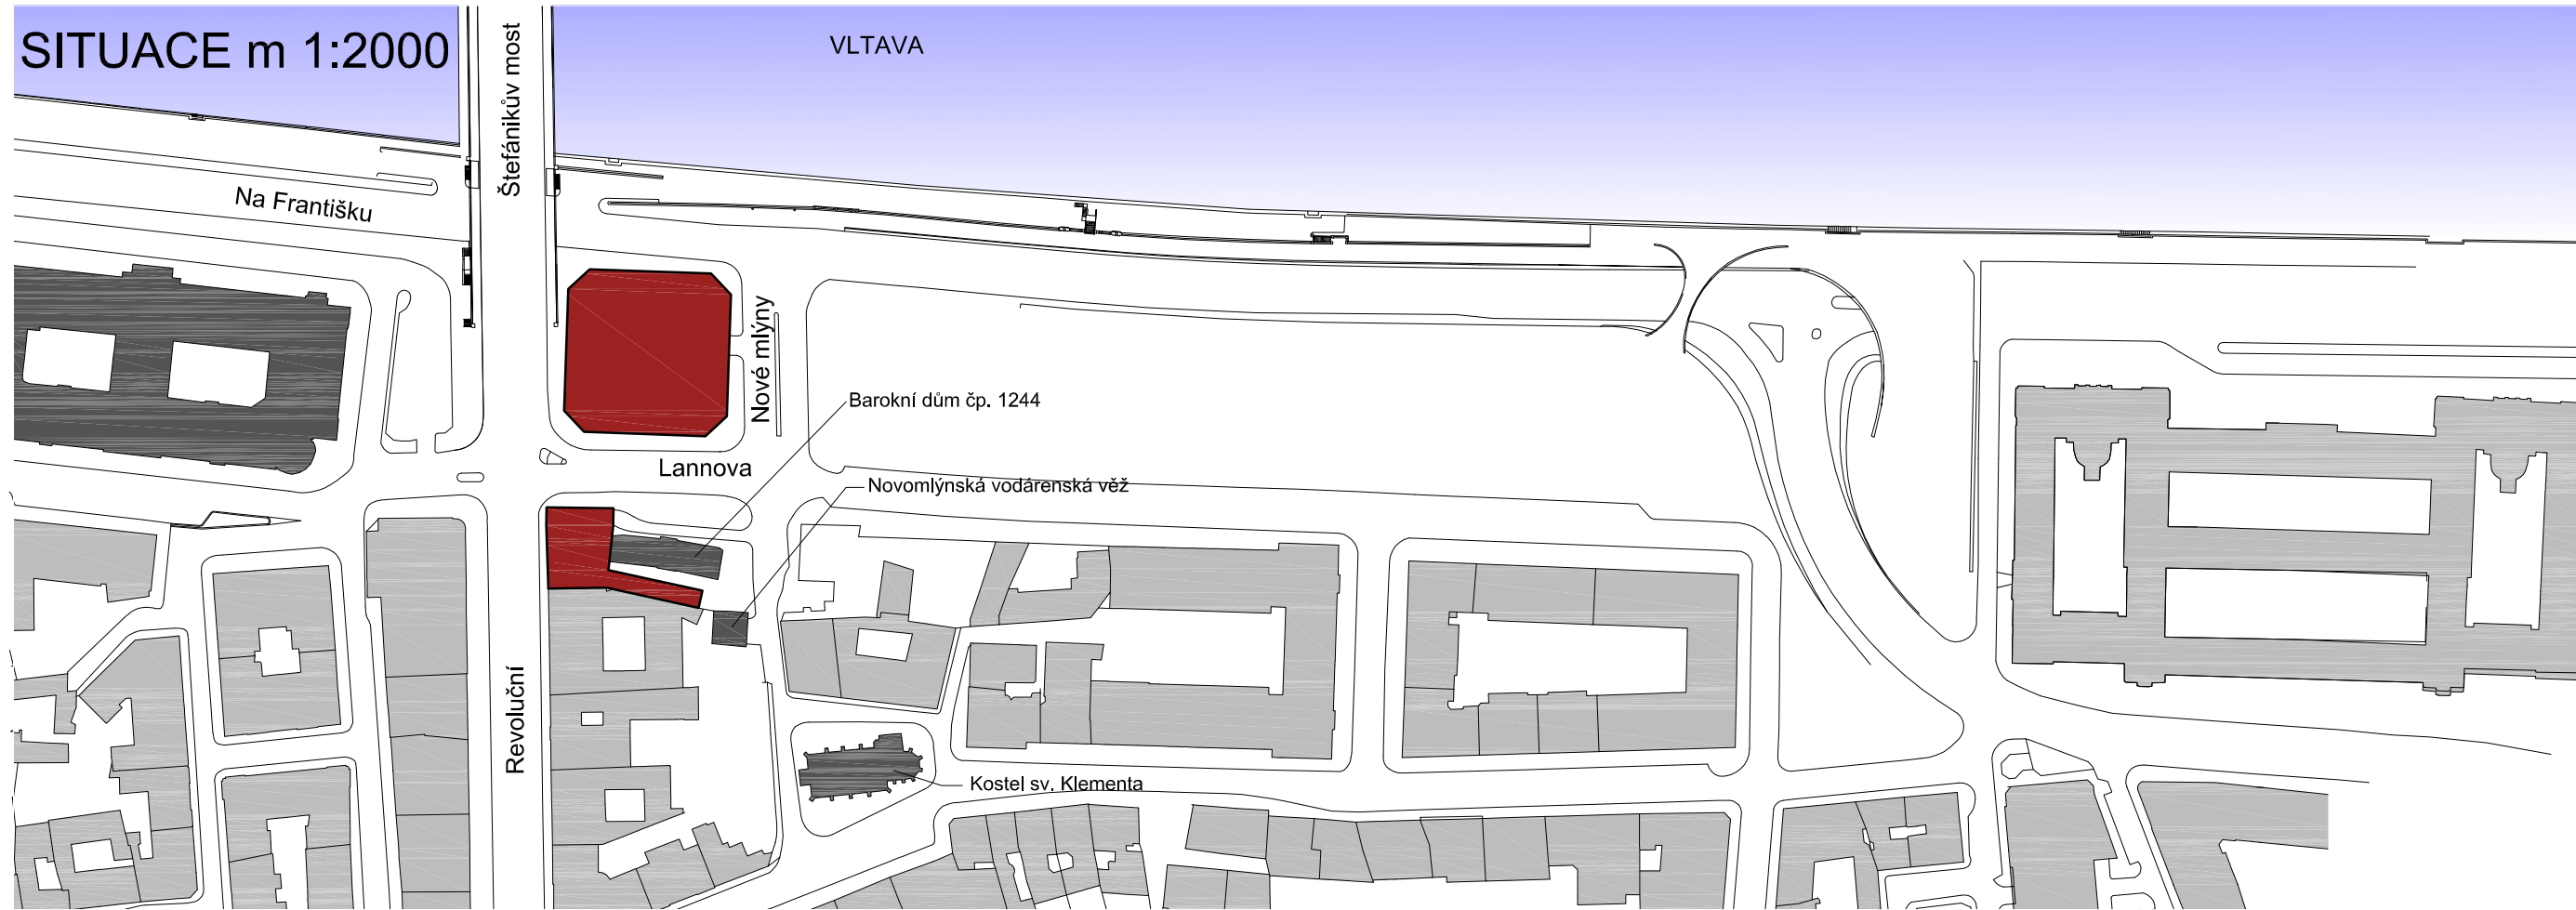 SITUACE m 1:2000
VLTAVA
Štefánikův most
Na Františku
Nové mlýny
Barokní dům čp. 1244
Lannova
Novomlýnská vodárenská věž
Revoluční
Kostel sv. Klementa